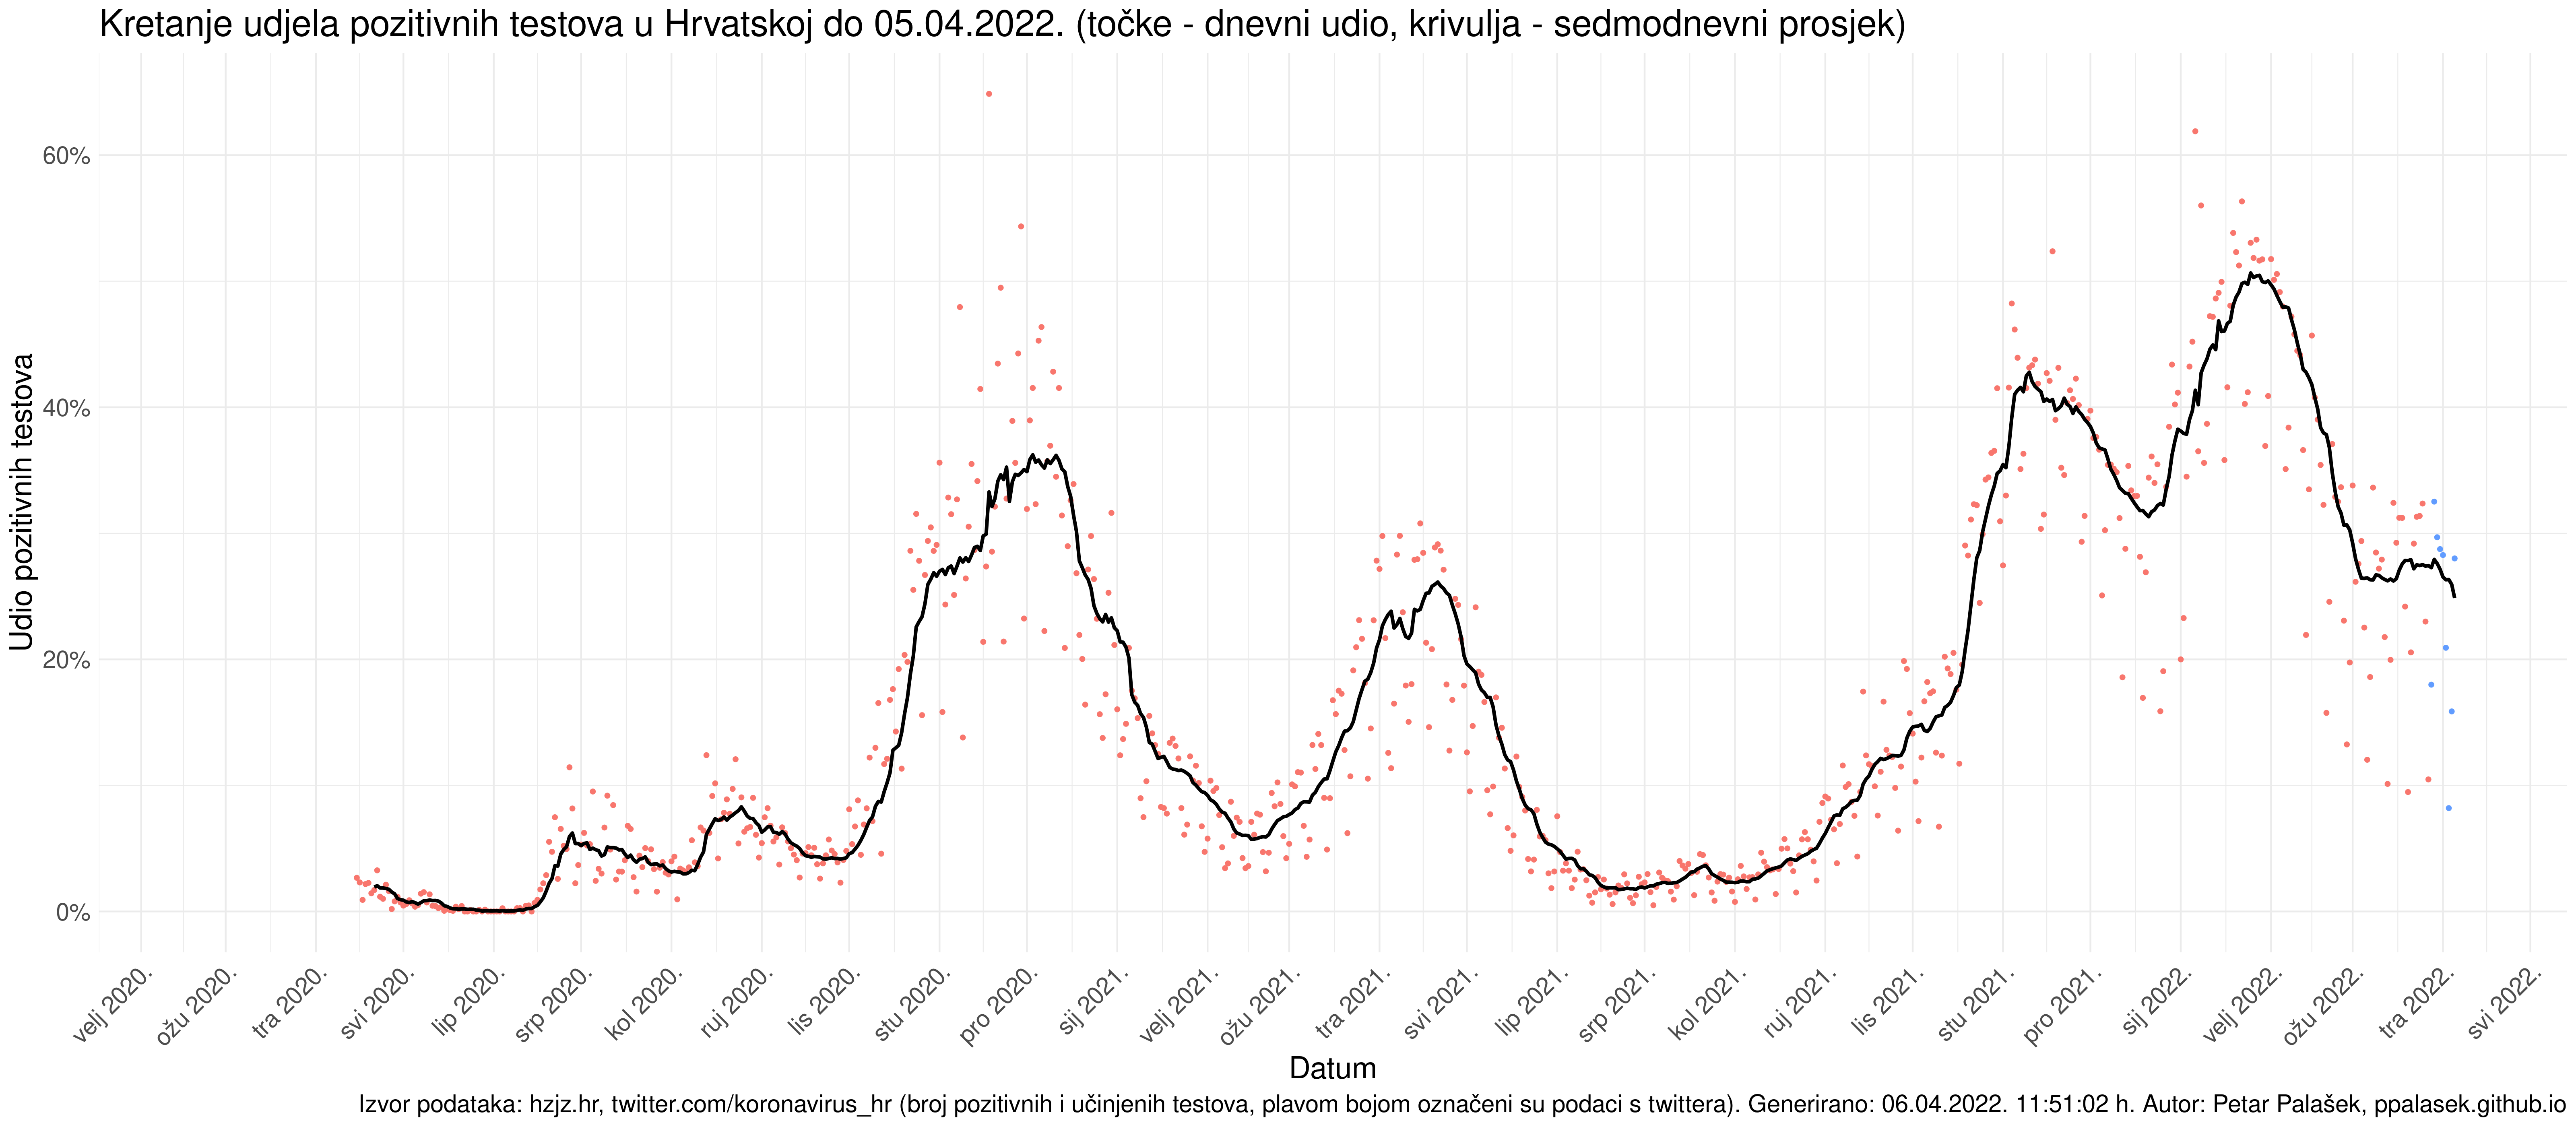 Kretanje udjela pozitivnih testova u Hrvatskoj do 05.04.2022. (točke - dnevni udio, krivulja - sedmodnevni prosjek)
Udio pozitivnih testova
60%
40%
20%
0%
velj 2020.
ožu 2020.
tra 2020.
svi 2020.
lip 2020.
srp 2020.
kol 2020.
ruj 2020.
lis 2020.
stu 2020.
pro 2020.
sij 2021.
velj 2021.
ožu 2021.
tra 2021.
svi 2021.
lip 2021.
srp 2021.
kol 2021.
ruj 2021.
lis 2021.
stu 2021.
pro 2021.
sij 2022.
velj 2022.
ožu 2022.
tra 2022.
svi 2022.
Datum
Izvor podataka: hzjz.hr, twitter.com/koronavirus_hr (broj pozitivnih i učinjenih testova, plavom bojom označeni su podaci s twittera). Generirano: 06.04.2022. 11:51:02 h. Autor: Petar Palašek, ppalasek.github.io